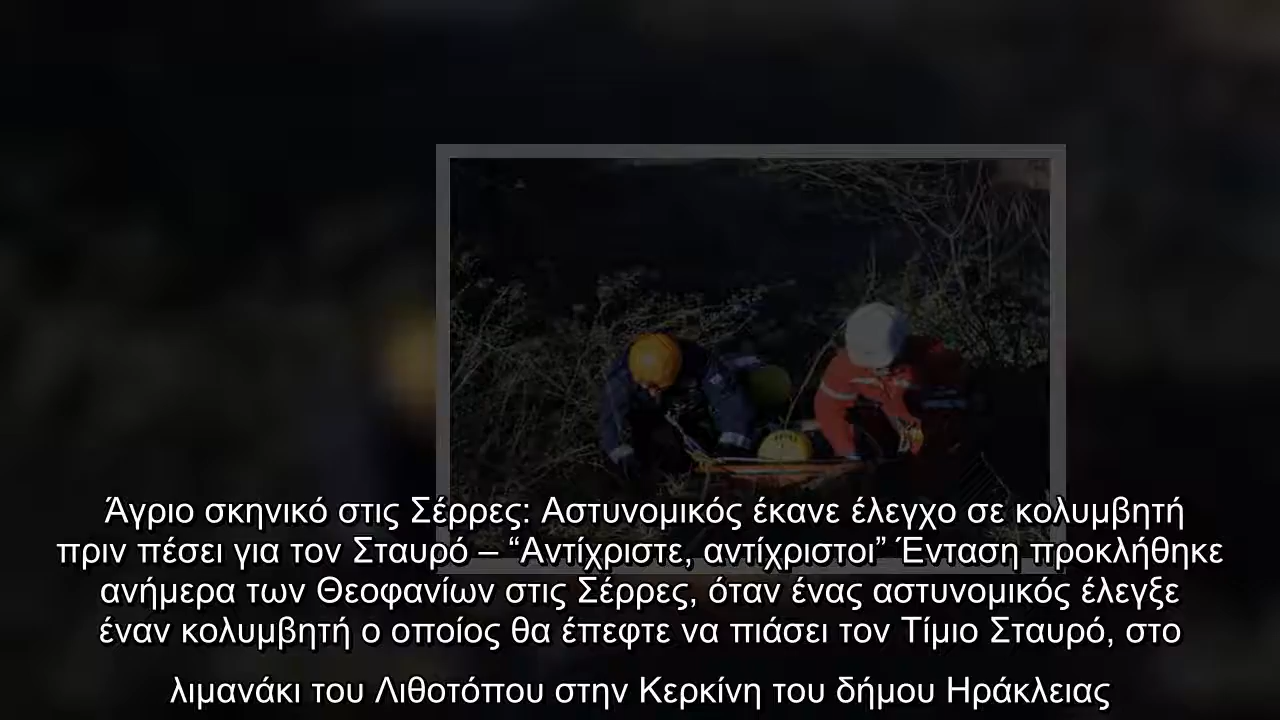 Άγριο σκηνικό στις Σέρρες: Αστυνομικός έκανε έλεγχο σε κολυμβητή
πριν πέσει για τον Σταυρό – “Αντίχριστε, αντίχριστοι” Ένταση προκλήθηκε
ανήμερα των Θεοφανίων στις Σέρρες, όταν ένας αστυνομικός έλεγξε
έναν κολυμβητή ο οποίος θα έπεφτε να πιάσει τον Τίμιο Σταυρό, στο
λιμανάκι του Λιθοτόπου στην Κερκίνη του δήμου Ηράκλειας